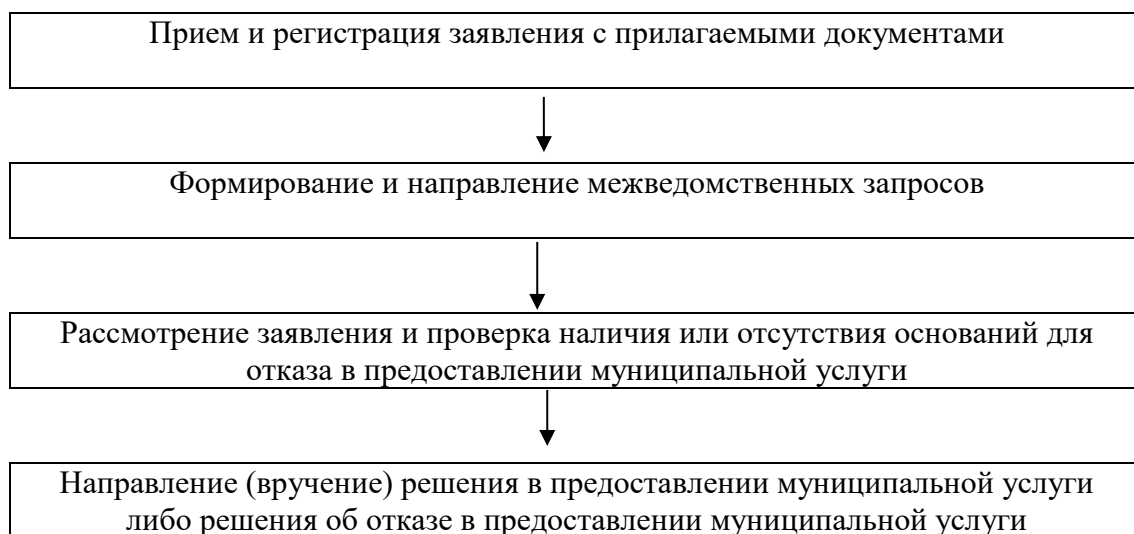 Прием и регистрация заявления с прилагаемыми документами
Формирование и направление межведомственных запросов
Рассмотрение заявления и проверка наличия или отсутствия оснований для
отказа в предоставлении муниципальной услуги
Направление (вручение) решения в предоставлении муниципальной услуги
либо решения об отказе в предоставлении муниципальной услуги